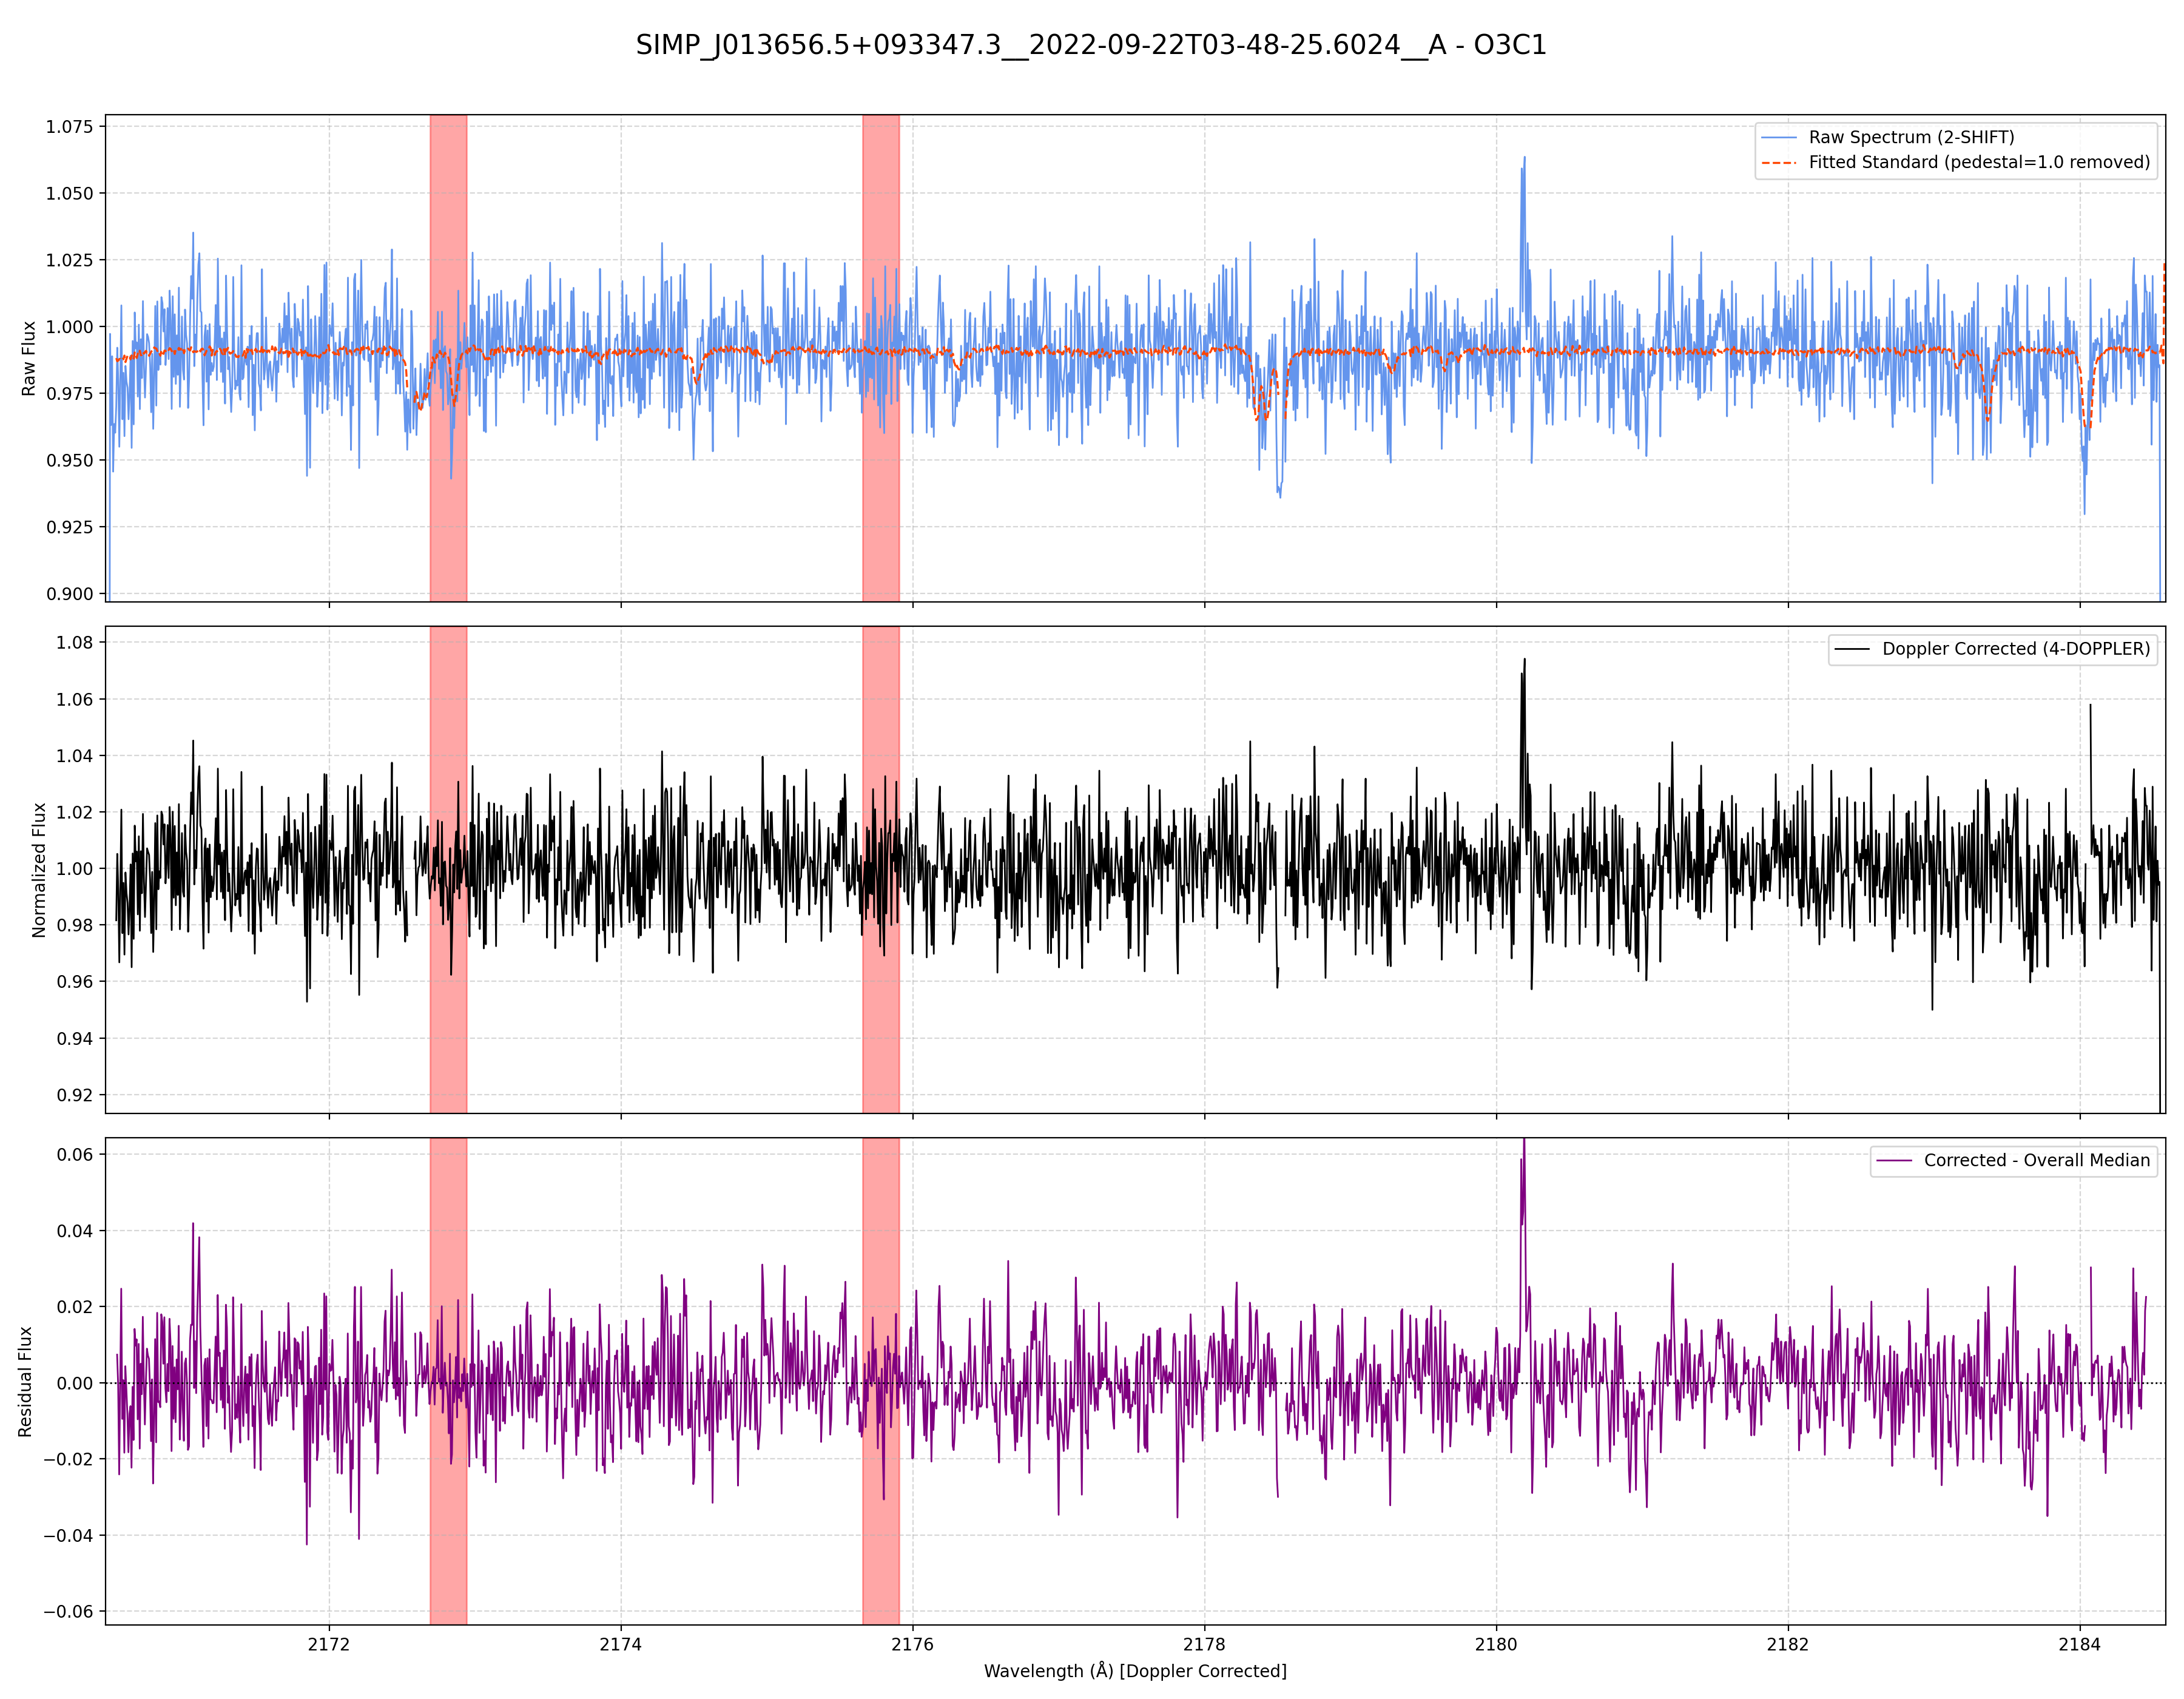 SIMP_J013656.5+093347.3__2022-09-22T03-48-25.6024__A - O3C1
Raw Flux
1.075
1.050
1.025
1.000
0.975
0.950
0.925
0.900
Raw Spectrum (2-SHIFT)
Fitted Standard (pedestal=1.0 removed)
Normalized Flux
1.08
1.06
1.04
1.02
1.00
0.98
0.96
0.94
0.92
Doppler Corrected (4-DOPPLER)
Residual Flux
0.06
0.04
0.02
0.00
−0.02
−0.04
−0.06
Corrected - Overall Median
2172 2174 2176 2178 2180 2182 2184
Wavelength (Å) [Doppler Corrected]